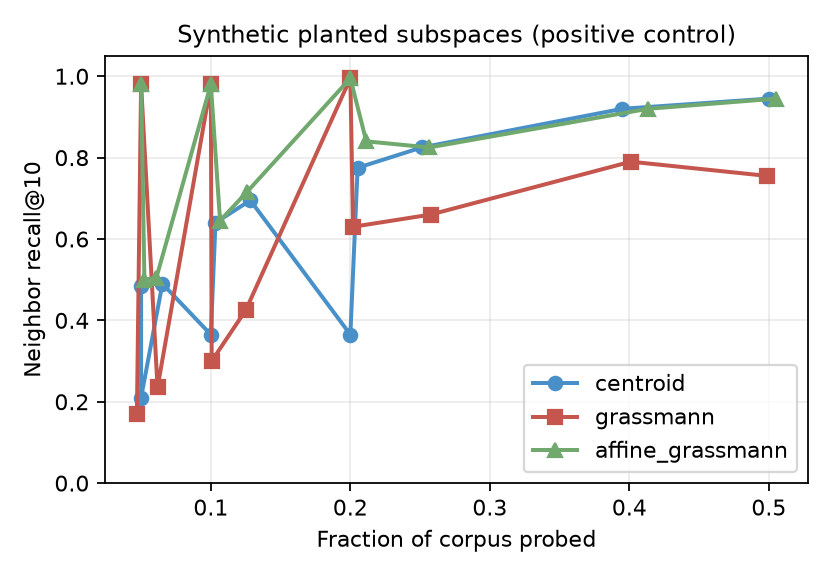 Synthetic planted subspaces (positive control)
1.0
0.8
0.6
0.4
0.2
0.0
Neighbor recall@10
centroid
grassmann
affine_grassmann
0.1
0.2
0.3
0.4
0.5
Fraction of corpus probed